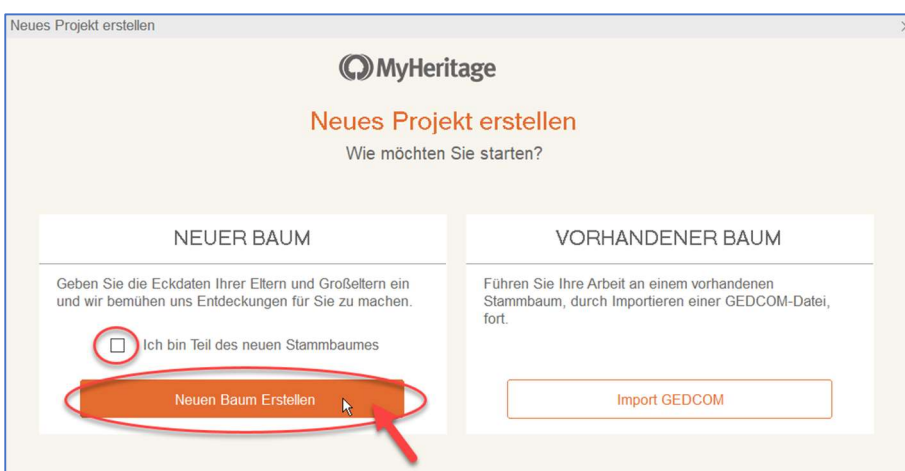 Neues Projekt erstellen
MyHeritage
Neues Projekt erstellen
Wie möchten Sie starten?
NEUER BAUM
Geben Sie die Eckdaten Ihrer Eltern und Großeltern ein
und wir bemühen uns Entdeckungen für Sie zu machen.
Ich bin Teil des neuen Stammbaumes
Neuen Baum Erstellen
VORHANDENER BAUM
Führen Sie Ihre Arbeit an einem vorhandenen
Stammbaum, durch Importieren einer GEDCOM-Datei,
fort.
Import GEDCOM